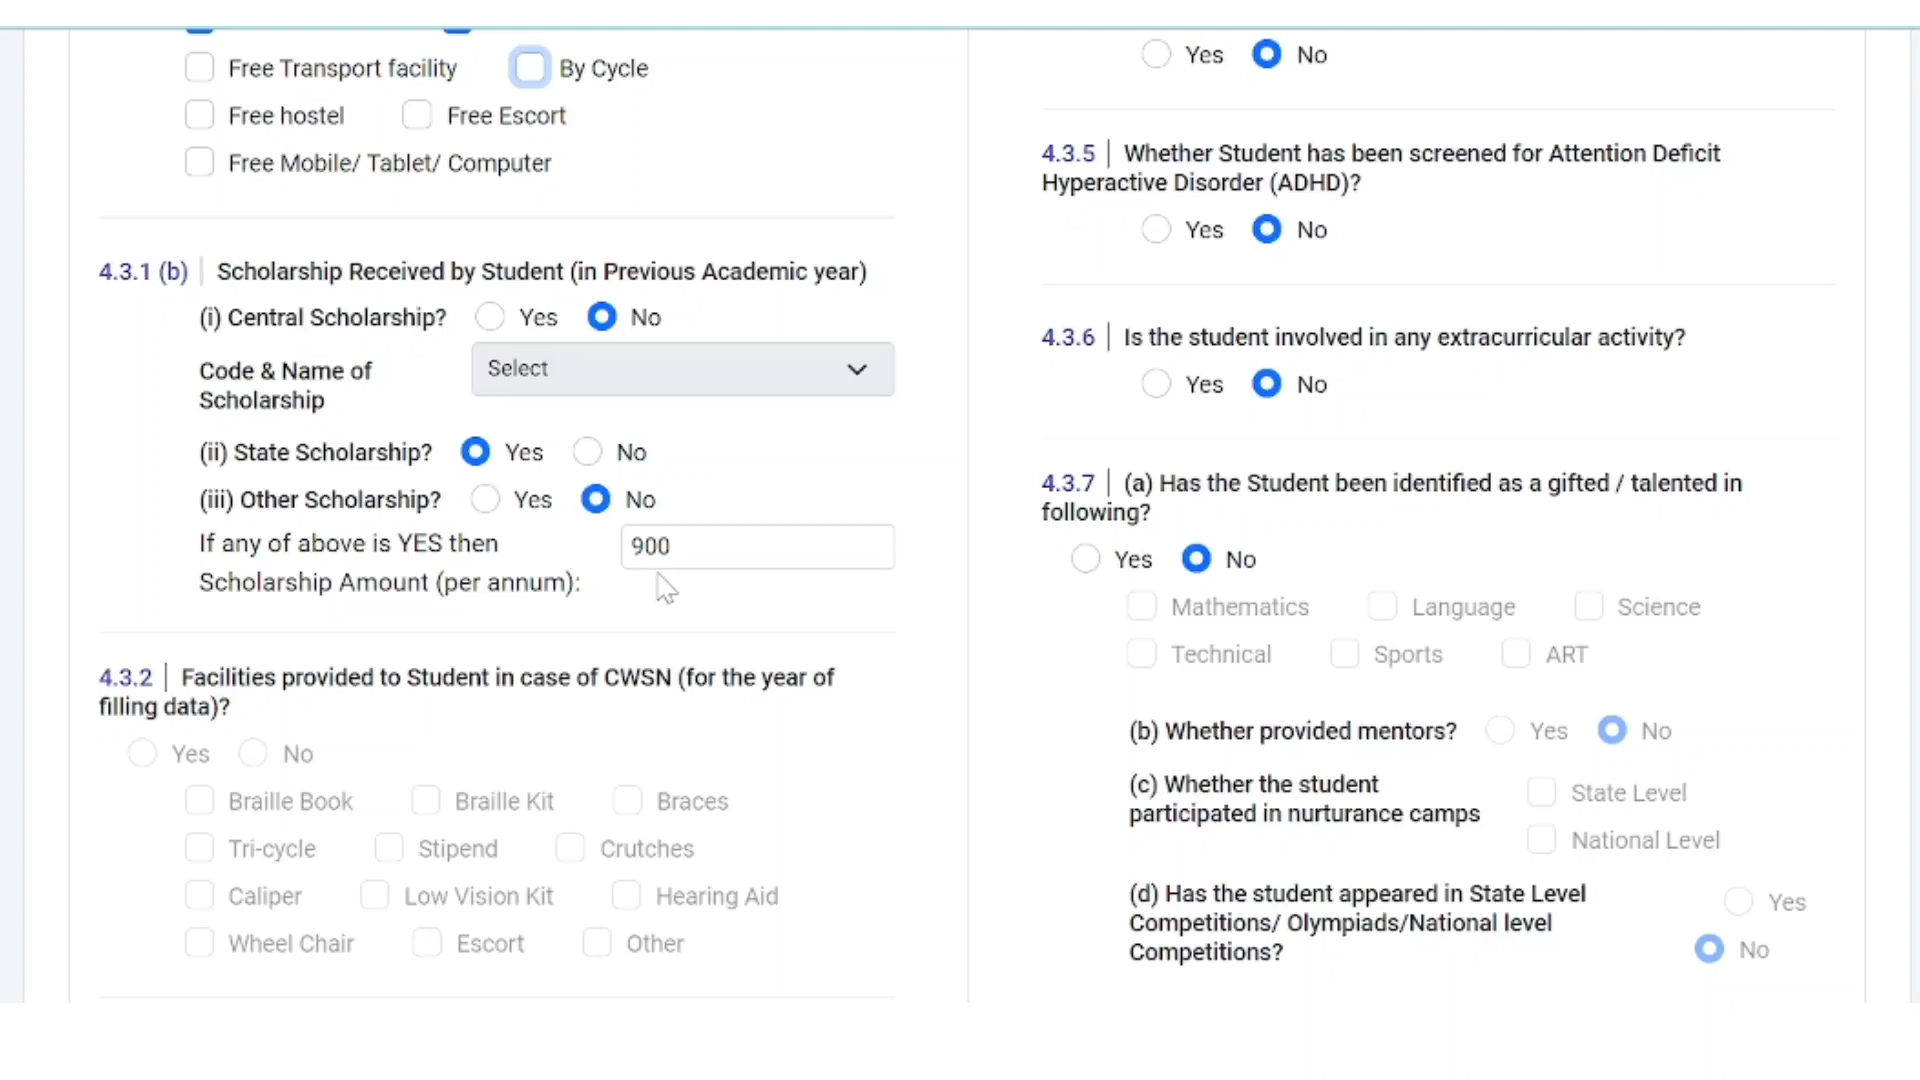 Free Transport facility By Cycle
Free hostel Free Escort
Free Mobile/ Tablet/ Computer
4.3.1 (b) Scholarship Received by Student (in Previous Academic year)
(i) Central Scholarship? Yes No
Code & Name of
Scholarship
Select
(ii) State Scholarship? Yes No
(iii) Other Scholarship? Yes No
If any of above is YES then
Scholarship Amount (per annum):
900
4.3.2 Facilities provided to Student in case of CWSN (for the year of
filling data)?
Yes No
Braille Book Braille Kit Braces
Tri-cycle Stipend Crutches
Caliper Low Vision Kit Hearing Aid
Wheel Chair Escort Other
Yes No
4.3.5 Whether Student has been screened for Attention Deficit
Hyperactive Disorder (ADHD)?
Yes No
4.3.6 Is the student involved in any extracurricular activity?
Yes No
4.3.7 (a) Has the Student been identified as a gifted / talented in
following?
Yes No
Mathematics Language Science
Technical Sports ART
(b) Whether provided mentors? Yes No
(c) Whether the student
participated in nurturance camps
State Level
National Level
(d) Has the student appeared in State Level
Competitions/ Olympiads/National level
Competitions?
Yes
No